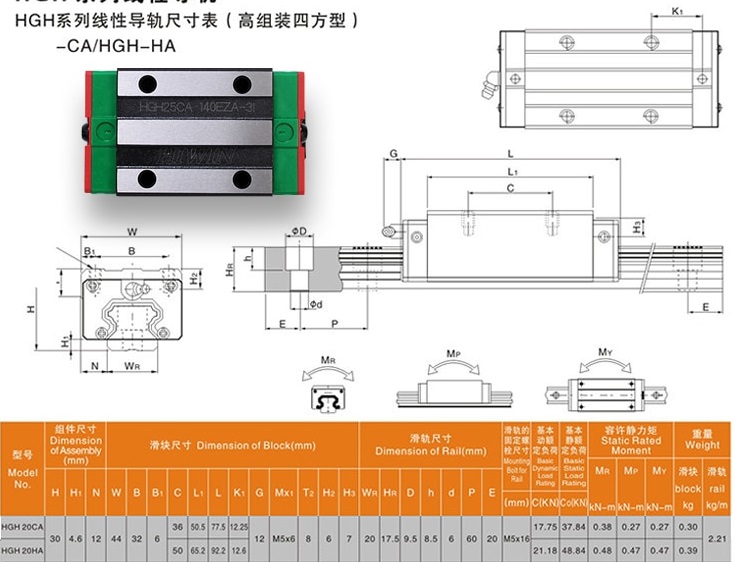 HGH系列线性导轨尺寸表（高组装四方型）
-CA/HGH-HA
HGH25CA-140EZA-31
HIWIN
K1
G L
L1
C
H3
W
B1 B
H2
H
H1
N WR
ØD
h
HR
Ød
E P
E
MR MP MY
型号
Model
No.
组件尺寸
Dimension
of Assembly
(mm)
滑块尺寸 Dimension of Block(mm)
滑轨尺寸
Dimension of Rail(mm)
滑轨的
固定螺
栓尺寸
Mounting
Bolt for
Rail
(mm)
基本
动额
定负荷
Basic
Dynamic
Load
Rating
C(KN)
基本
静额
定负荷
Basic
Static
Load
Rating
Co(KN)
容许静力矩
Static Rated
Moment
重量
Weight
MR MP MY
kN-m kN-m kN-m
滑块
block
kg
滑轨
rail
kg/m
H H1 N W B B1 C L1 L K1 G Mx1 T2 H2 H3 WR HR D h d P E
HGH 20CA 36 50.5 77.5 12.25 17.75 37.84 0.38 0.27 0.27 0.30
30 4.6 12 44 32 6 12 M5x6 8 6 7 20 17.5 9.5 8.5 6 60 20 M5x16 2.21
HGH 20HA 50 65.2 92.2 12.6 21.18 48.84 0.48 0.47 0.47 0.39